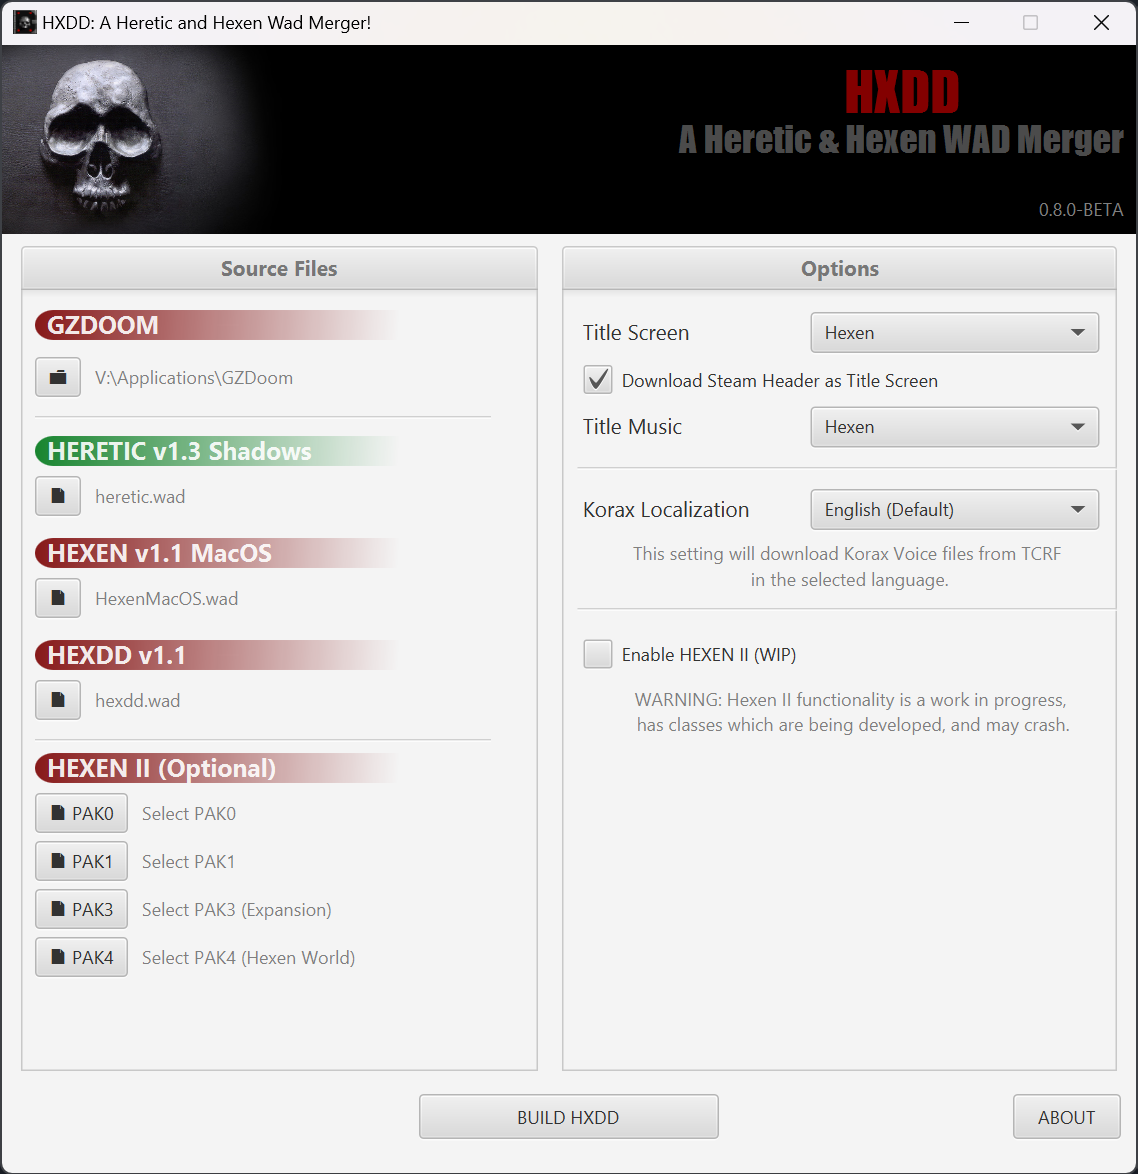 HXDD: A Heretic and Hexen Wad Merger!
HXDD
A Heretic & Hexen WAD Merger
0.8.0-BETA
Source Files
GZDOOM
V:\Applications\GZDoom
HERETIC v1.3 Shadows
heretic.wad
HEXEN v1.1 MacOS
HexenMacOS.wad
HEXDD v1.1
hexdd.wad
HEXEN II (Optional)
PAK0 Select PAK0
PAK1 Select PAK1
PAK3 Select PAK3 (Expansion)
PAK4 Select PAK4 (Hexen World)
Options
Title Screen Hexen
Download Steam Header as Title Screen
Title Music Hexen
Korax Localization English (Default)
This setting will download Korax Voice files from TCRF
in the selected language.
Enable HEXEN II (WIP)
WARNING: Hexen II functionality is a work in progress,
has classes which are being developed, and may crash.
BUILD HXDD
ABOUT